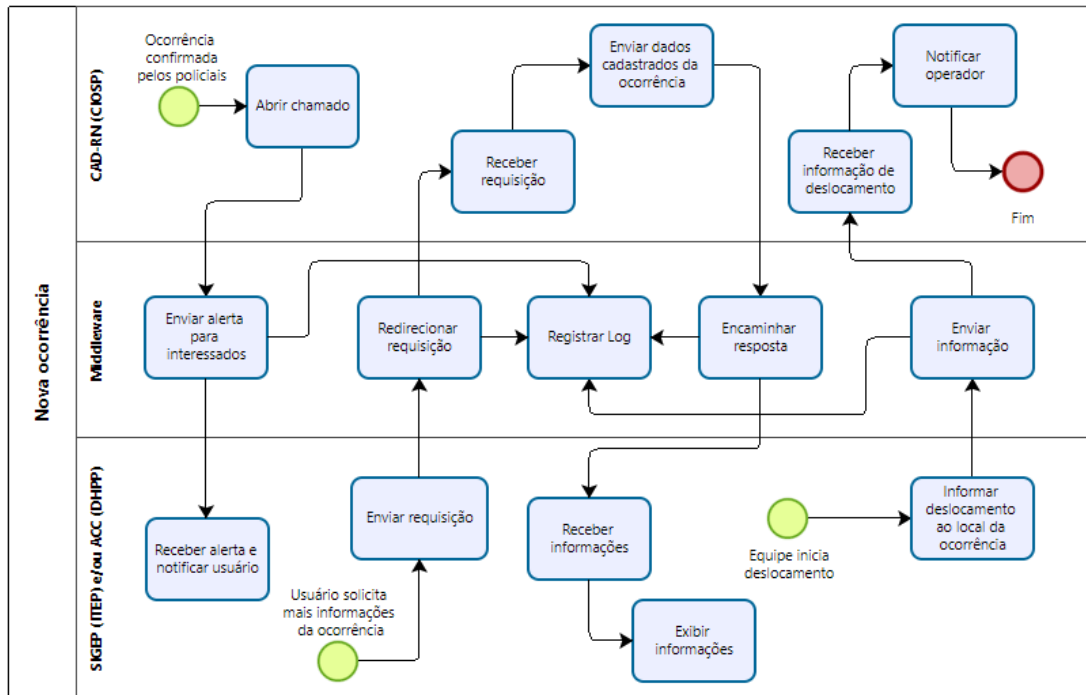 Nova ocorrência
CAD-RN (CIOSP)
Ocorrência
confirmada
pelos policiais
Abrir chamado
Receber
requisição
Enviar dados
cadastrados da
ocorrência
Receber
informação de
deslocamento
Notificar
operador
Fim
Middleware
Enviar alerta
para
interessados
Redirecionar
requisição
Registrar Log
Encaminhar
resposta
Enviar
informação
SIGEP (ITEP) e/ou ACC (DHPP)
Receber alerta e
notificar usuário
Usuário solicita
mais informações
da ocorrência
Enviar requisição
Receber
informações
Exibir
informações
Equipe inicia
deslocamento
Informar
deslocamento
ao local da
ocorrência